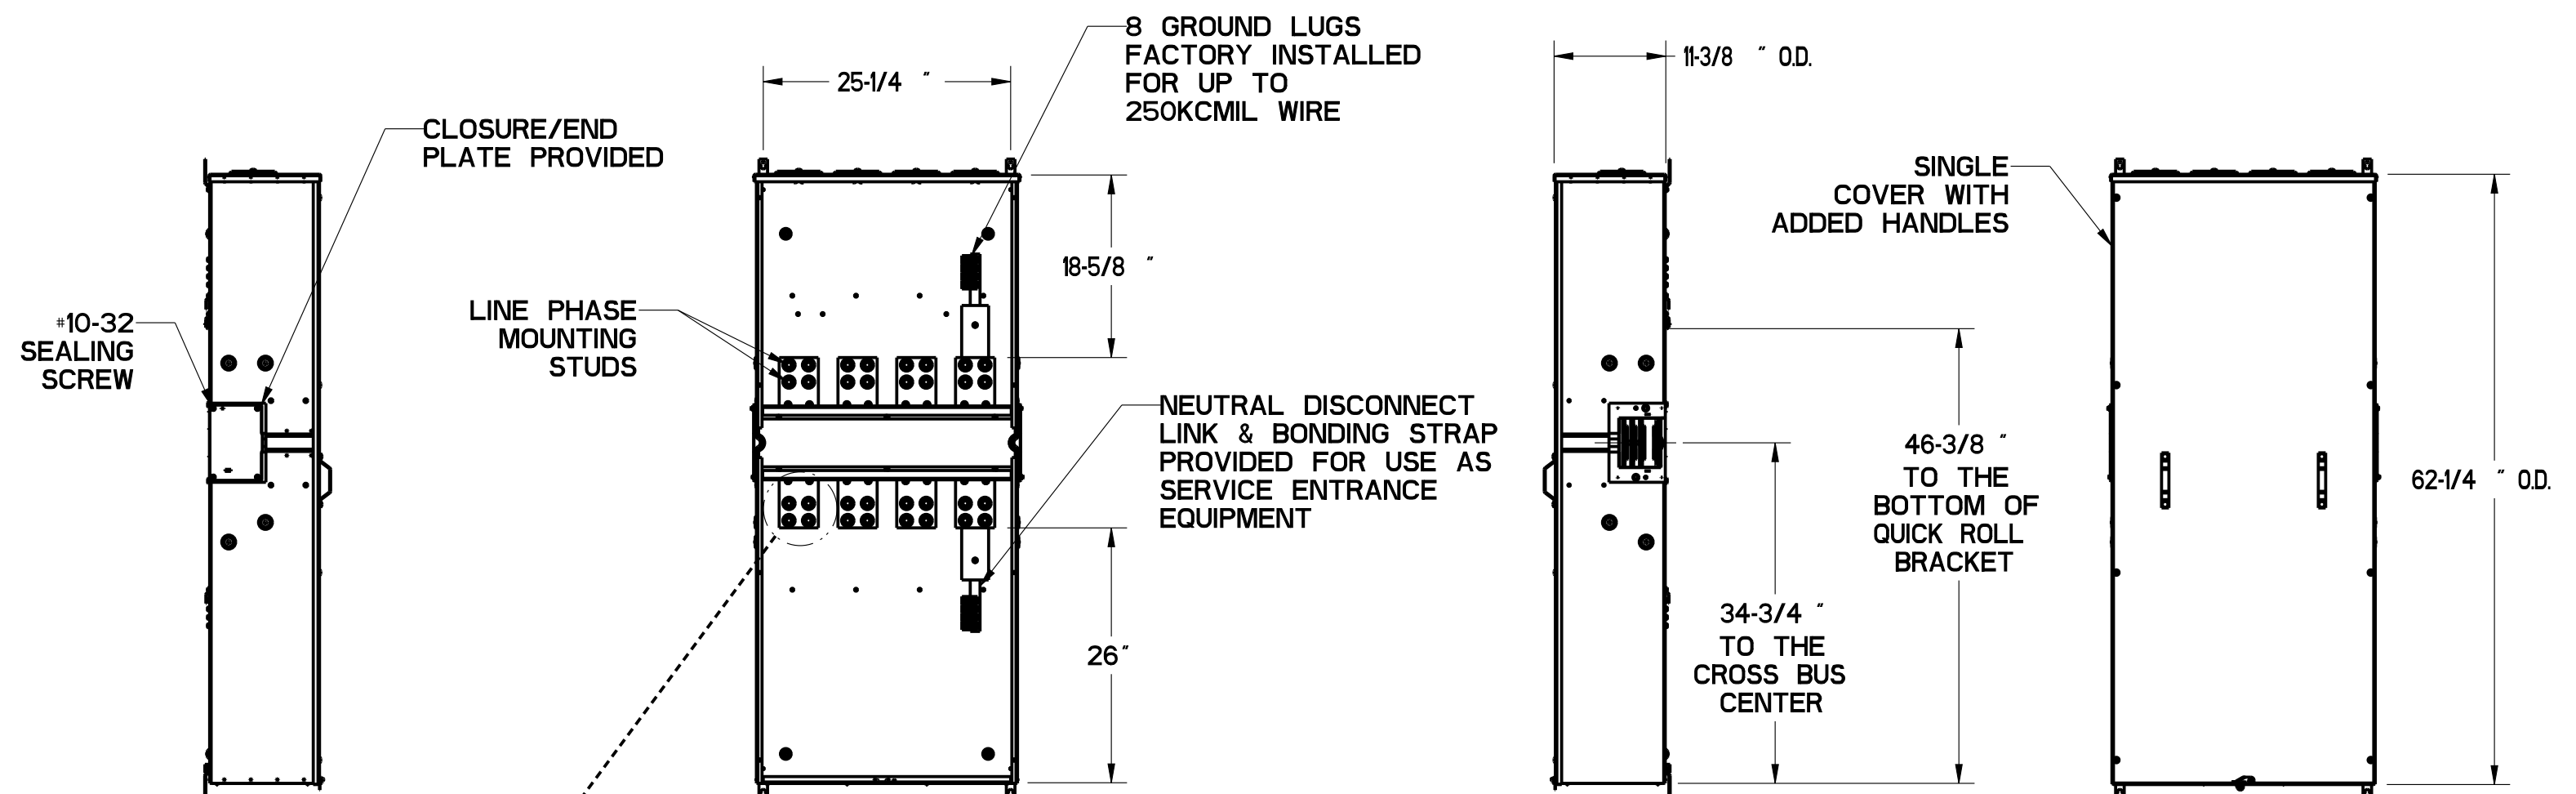 8 GROUND LUGS
FACTORY INSTALLED
FOR UP TO
250KCMIL WIRE
25-1/4 "
11-3/8 " O.D.
CLOSURE/END
PLATE PROVIDED
SINGLE
COVER WITH
ADDED HANDLES
18-5/8 "
LINE PHASE
MOUNTING
STUDS
#10-32
SEALING
SCREW
NEUTRAL DISCONNECT
LINK & BONDING STRAP
PROVIDED FOR USE AS
SERVICE ENTRANCE
EQUIPMENT
46-3/8 "
TO THE
BOTTOM OF
QUICK ROLL
BRACKET
62-1/4 " O.D.
34-3/4 "
TO THE
CROSS BUS
CENTER
26"